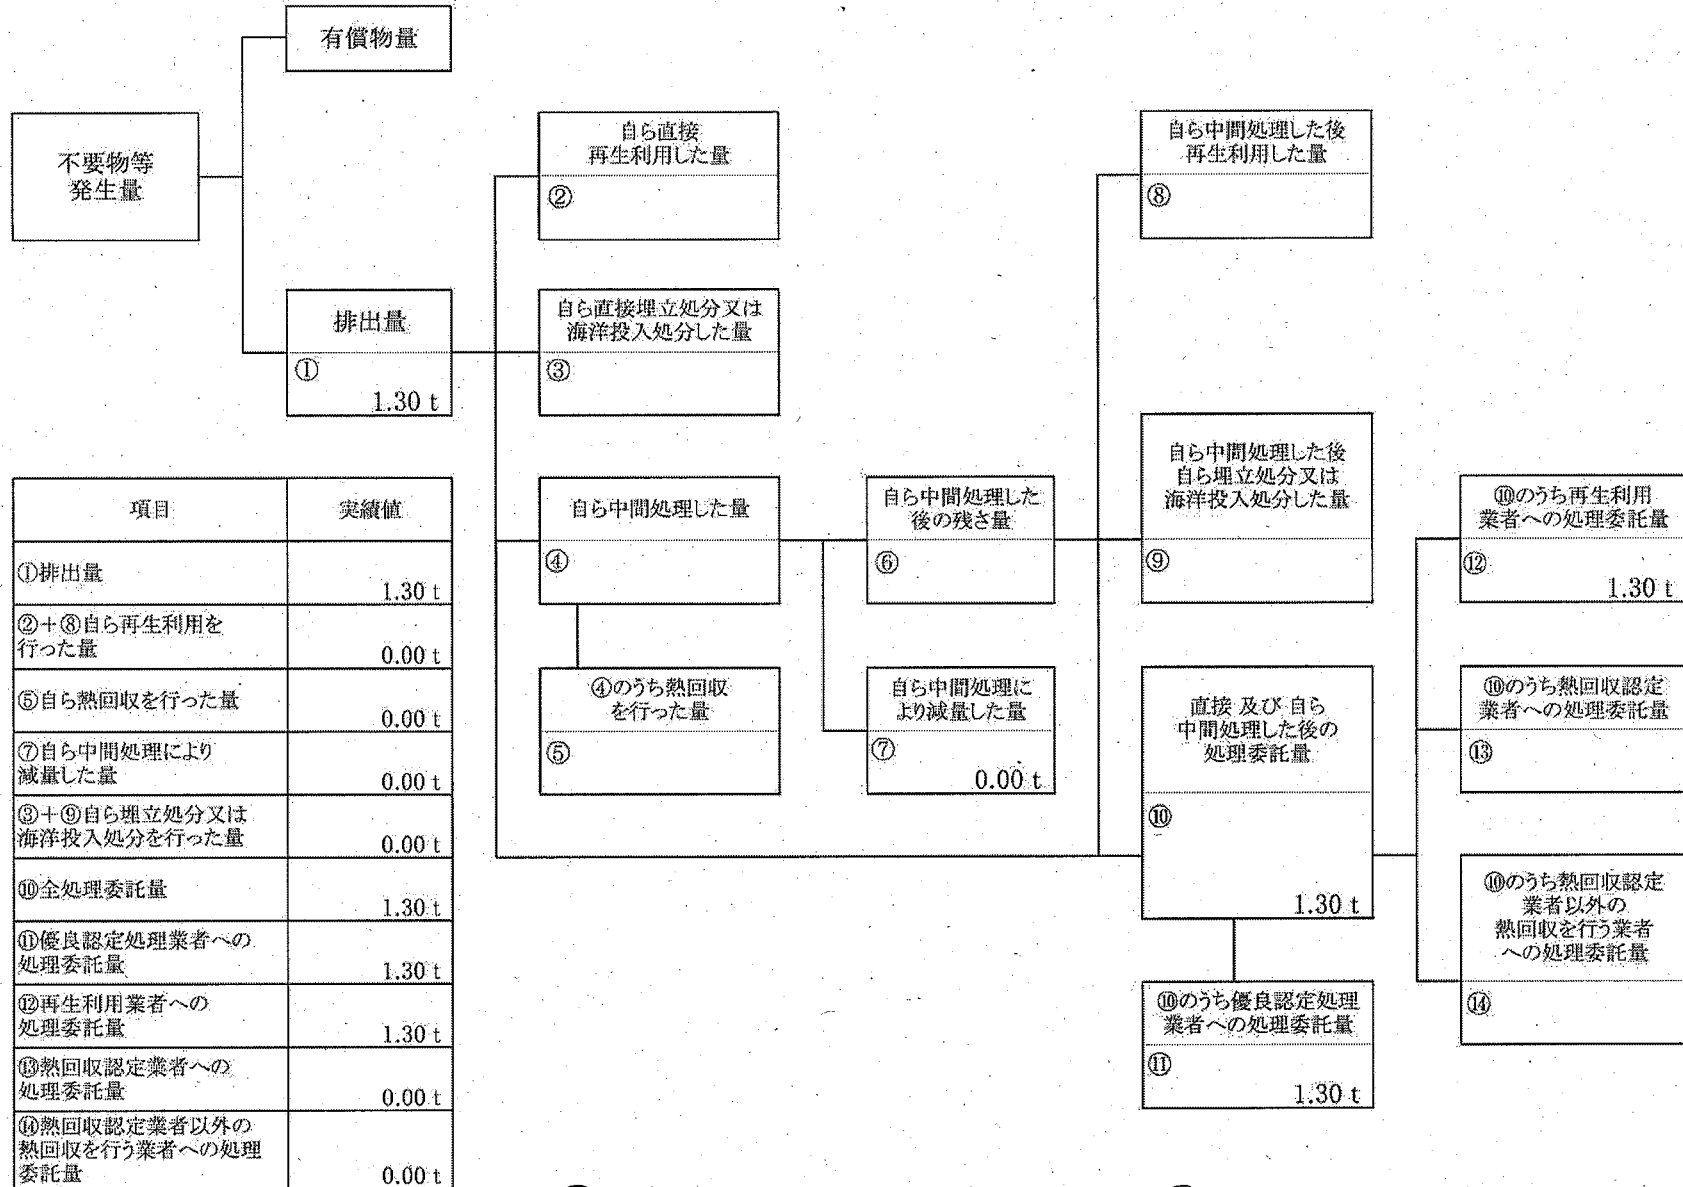 有償物量
不要物等
発生量
排出量
①
1.30 t
自ら直接
再生利用した量
②
自ら直接埋立処分又は
海洋投入処分した量
③
自ら中間処理した量
④
④のうち熱回収
を行った量
⑤
自ら中間処理した
後の残さ量
⑥
自ら中間処理に
より減量した量
⑦
0.00 t
自ら中間処理した後
再生利用した量
⑧
自ら中間処理した後
自ら埋立処分又は
海洋投入処分した量
⑨
直接 及び 自ら
中間処理した後の
処理委託量
⑩
1.30 t
⑩のうち優良認定処理
業者への処理委託量
⑪
1.30 t
⑩のうち再生利用
業者への処理委託量
⑫
1.30 t
⑩のうち熱回収認定
業者への処理委託量
⑬
⑩のうち熱回収認定
業者以外の
熱回収を行う業者
への処理委託量
⑭
項目 実績値
①排出量 1.30 t
②+⑧自ら再生利用を
行った量 0.00 t
⑤自ら熱回収を行った量 0.00 t
⑦自ら中間処理により
減量した量 0.00 t
③+⑨自ら埋立処分又は
海洋投入処分を行った量 0.00 t
⑩全処理委託量 1.30 t
⑪優良認定処理業者への
処理委託量 1.30 t
⑫再生利用業者への
処理委託量 1.30 t
⑬熱回収認定業者への
処理委託量 0.00 t
⑭熱回収認定業者以外の
熱回収を行う業者への処理
委託量 0.00 t